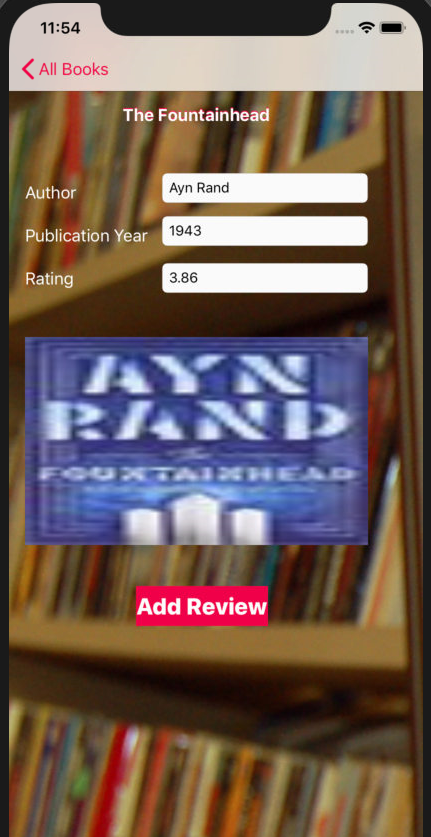 11:54
All Books
The Fountainhead
Author
Ayn Rand
Publication Year
1943
Rating
3.86
AYN
RAND
The
FOUNTAINHEAD
Add Review